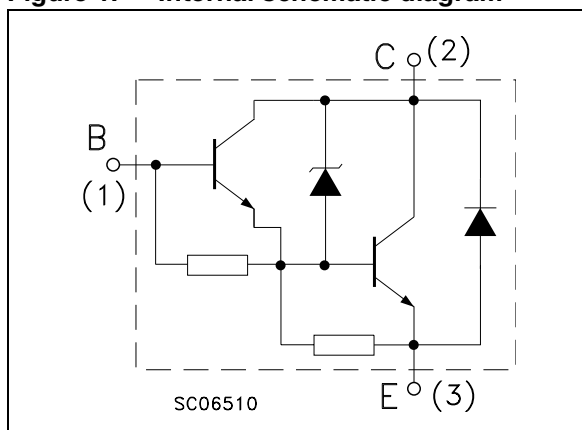 Figure 1. Internal schematic diagram
C (2)
B
(1)
SC06510
E (3)